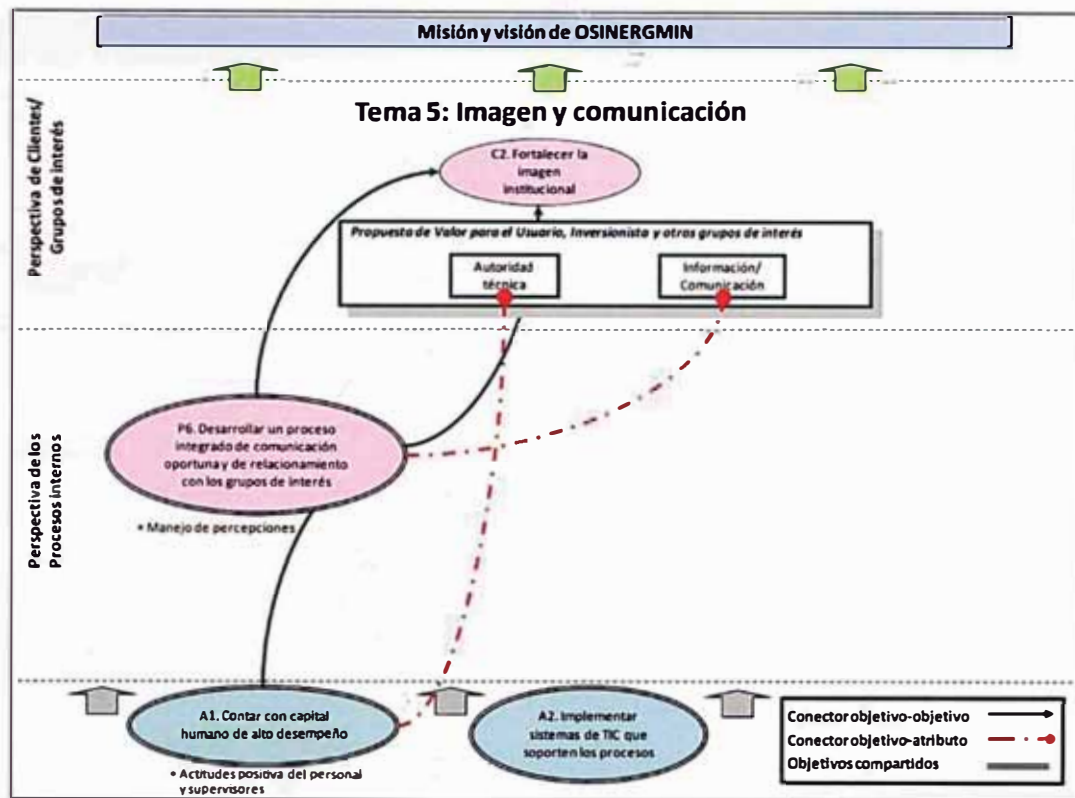 Misión y visión de OSINERGMIN
Perspectiva de Clientes/
Grupos de interés
Tema 5: Imagen y comunicación
C2. Fortalecer la
imagen
institucional
Propuesta de Valor para el Usuario, Inversionista y otros grupos de interés
Autoridad
técnica
Información/
Comunicación
Perspectiva de los
Procesos internos
P6. Desarrollar un proceso
integrado de comunicación
oportuna y de relacionamiento
con los grupos de interés
• Manejo de percepciones
A1. Contar con capital
humano de alto desempeño
• Actitudes positiva del personal
y supervisores
A2. Implementar
sistemas de TIC que
soporten los procesos
Conector objetivo-objetivo
Conector objetivo-atributo
Objetivos compartidos